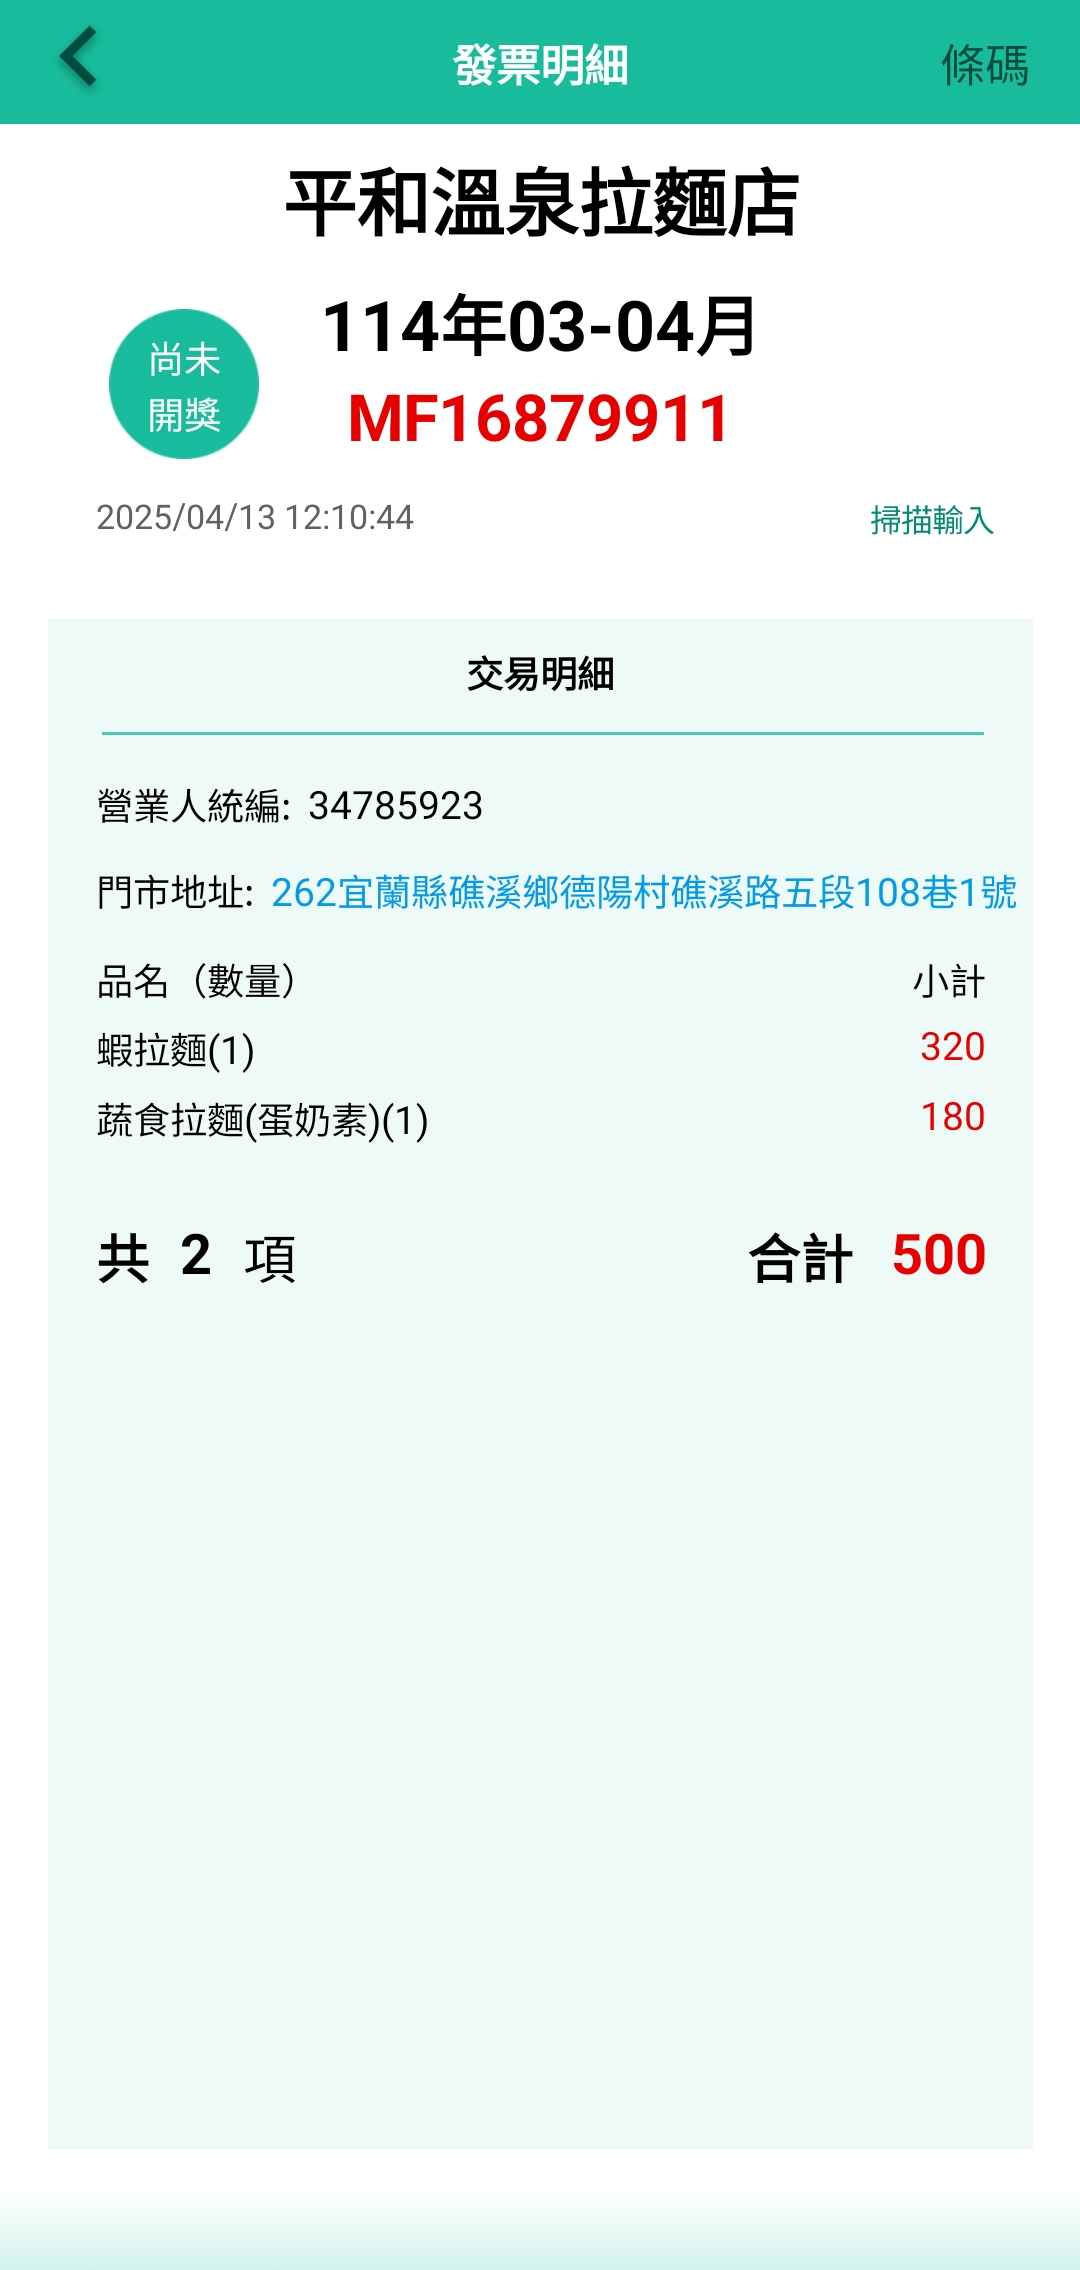 發票明細
條碼
平和溫泉拉麵店
114年03-04月
尚未
開獎
MF16879911
2025/04/13 12:10:44
掃描輸入
交易明細
營業人統編: 34785923
門市地址: 262宜蘭縣礁溪鄉德陽村礁溪路五段108巷1號
品名（數量） 小計
蝦拉麵(1) 320
蔬食拉麵(蛋奶素)(1) 180
共 2 項 合計 500